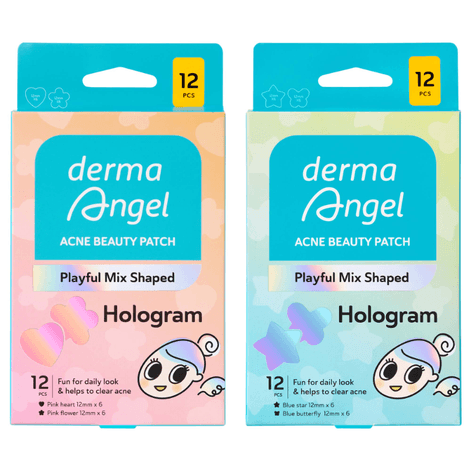 12
PCS
derma
Angel
ACNE BEAUTY PATCH
Playful Mix Shaped
Hologram
12
PCS
Fun for daily look
& helps to clear acne
Pink heart 12mm x 6
Pink flower 12mm x 6
12
PCS
derma
Angel
ACNE BEAUTY PATCH
Playful Mix Shaped
Hologram
12
PCS
Fun for daily look
& helps to clear acne
Blue star 12mm x 6
Blue butterfly 12mm x 6